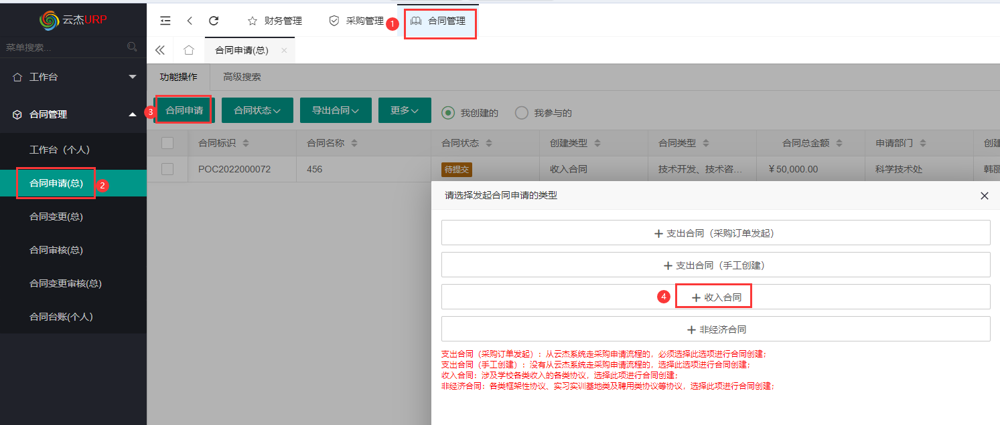 云杰URP
财务管理
采购管理
1
合同管理
菜单搜索...
合同申请(总)
工作台
功能操作
高级搜索
合同管理
3
合同申请
合同状态
导出合同
更多
我创建的
我参与的
工作台（个人）
合同标识
合同名称
合同状态
创建类型
合同类型
合同总金额
申请部门
创建
POC2022000072
456
待提交
收入合同
技术开发、技术咨...
￥50,000.00
科学技术处
韩丽
合同申请(总)
2
合同变更(总)
合同审核(总)
合同变更审核(总)
合同台账(个人)
请选择发起合同申请的类型
支出合同（采购订单发起）
支出合同（手工创建）
4
收入合同
非经济合同
支出合同（采购订单发起）：从云杰系统走采购申请流程的，必须选择此选项进行合同创建；
支出合同（手工创建）：没有从云杰系统走采购申请流程的，选择此选项进行合同创建；
收入合同：涉及学校各类收入的各类协议，选择此项进行合同创建；
非经济合同：各类框架性协议、实习实训基地类及聘用类协议等协议，选择此项进行合同创建；